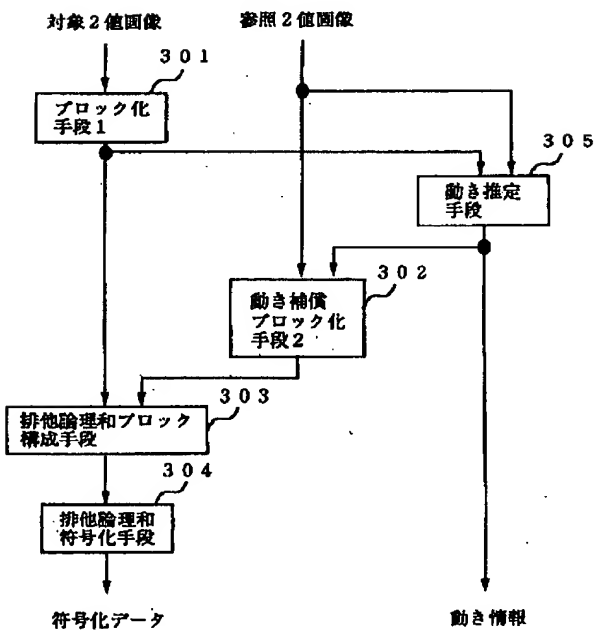 対象2値画像
参照2値画像
301
ブロック化
手段1
305
動き推定
手段
302
動き補償
ブロック化
手段2
303
排他論理和ブロック
構成手段
304
排他論理和
符号化手段
符号化データ
動き情報